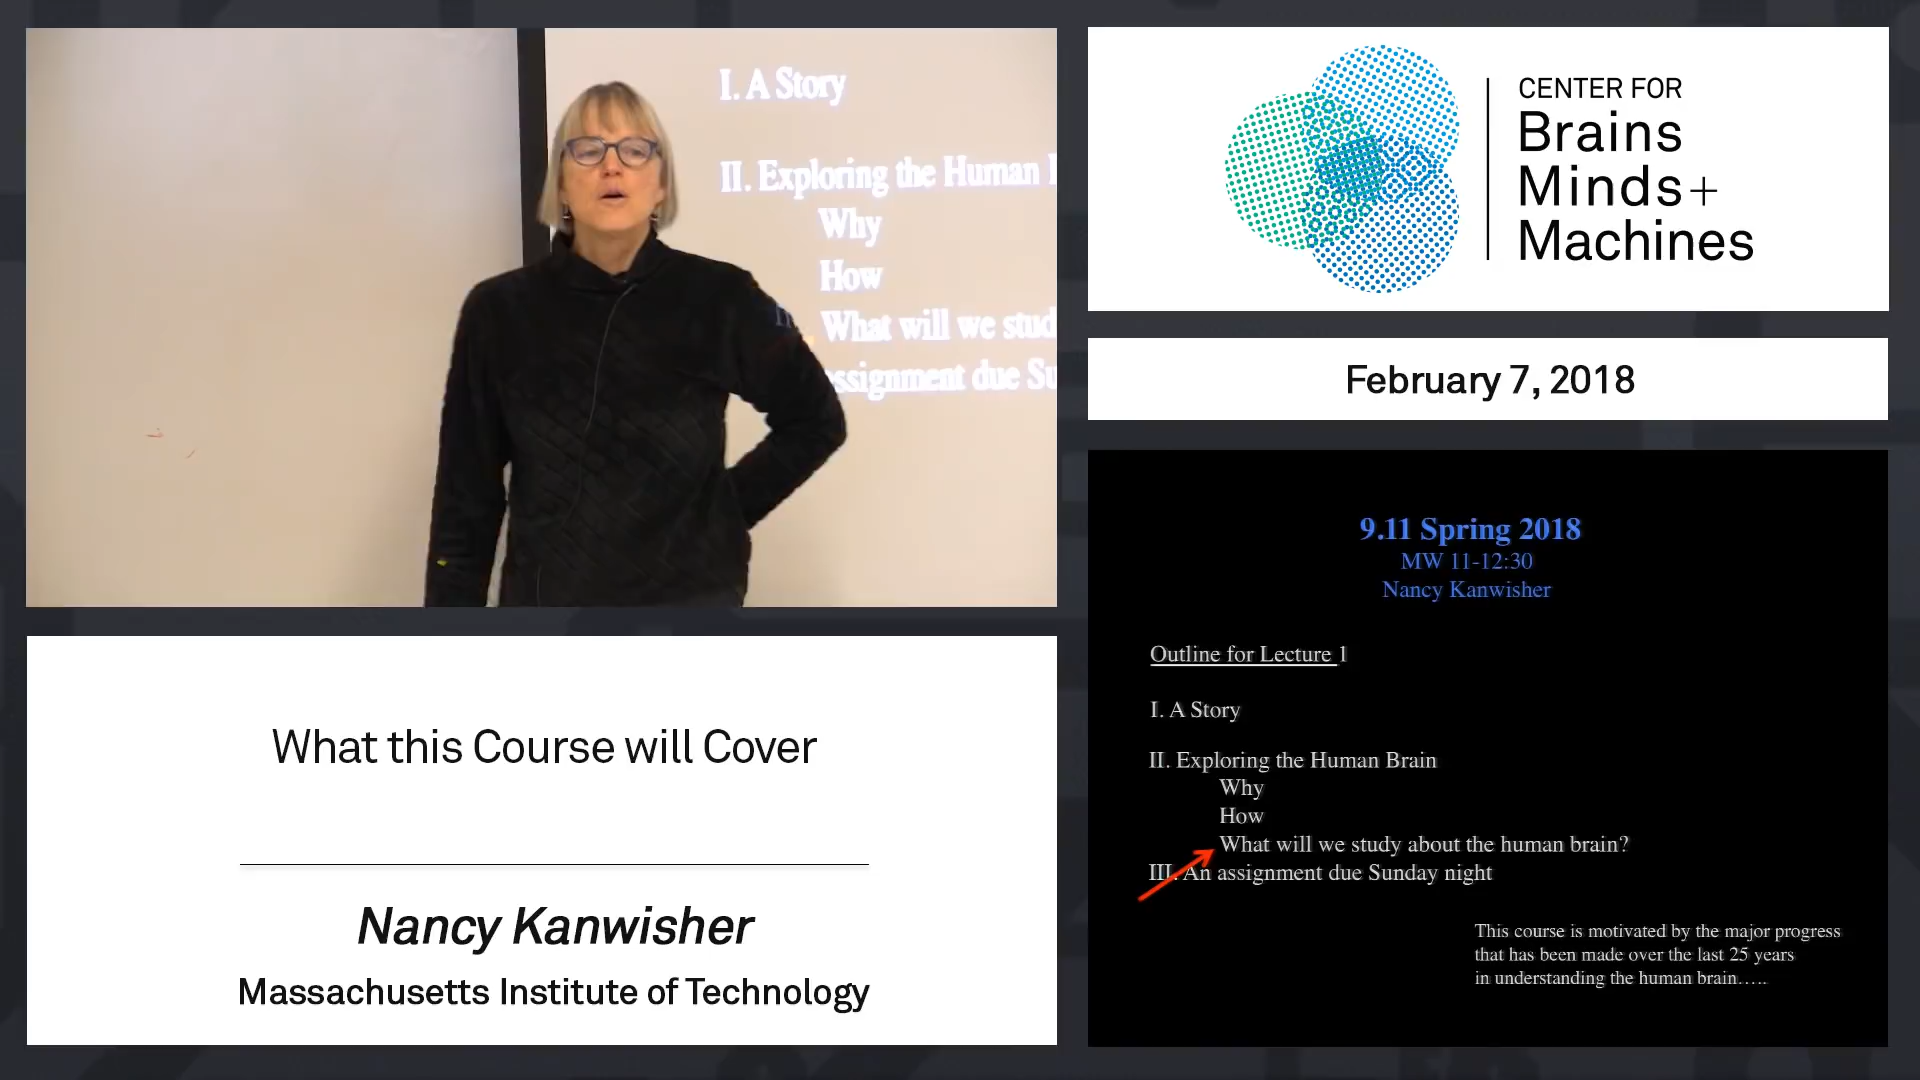 I. A Story
II. Exploring the Human
Why
How
What will we stud
ssignment due Su
CENTER FOR
Brains
Minds+
Machines
February 7, 2018
What this Course will Cover
Nancy Kanwisher
Massachusetts Institute of Technology
9.11 Spring 2018
MW 11-12:30
Nancy Kanwisher
Outline for Lecture 1
I. A Story
II. Exploring the Human Brain
Why
How
What will we study about the human brain?
III. An assignment due Sunday night
This course is motivated by the major progress
that has been made over the last 25 years
in understanding the human brain…..